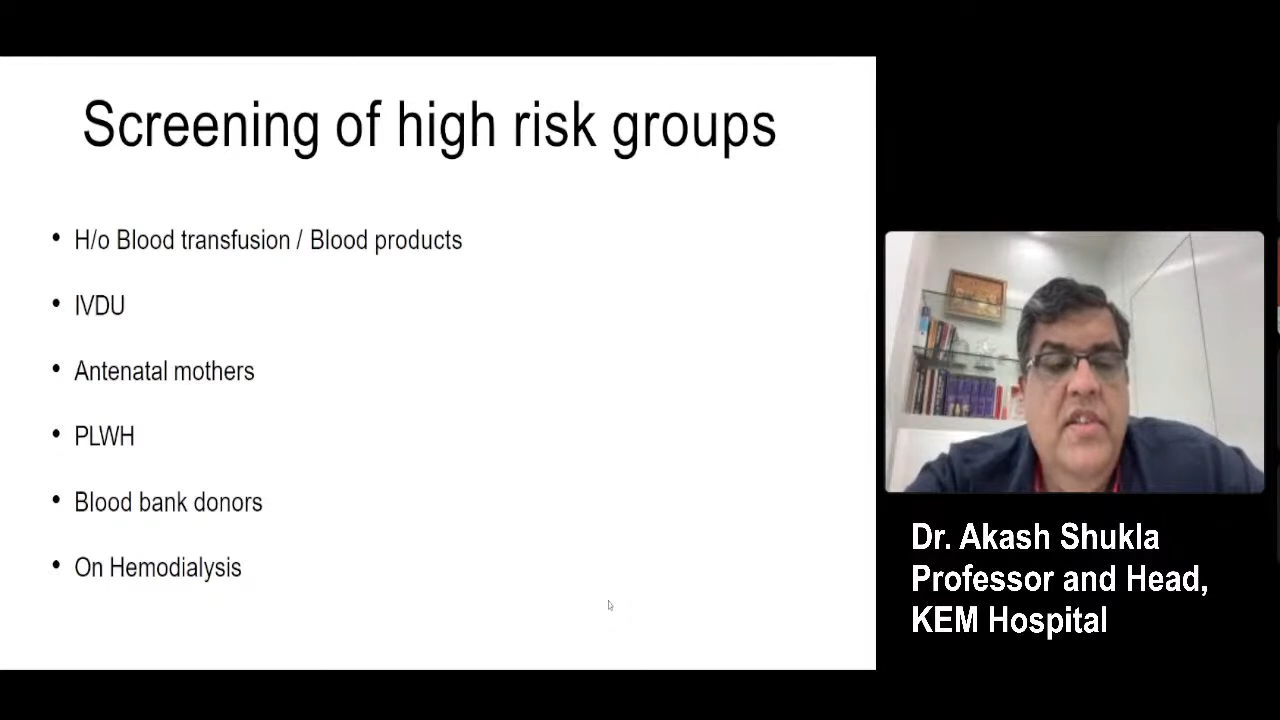 Screening of high risk groups
• H/o Blood transfusion / Blood products
• IVDU
• Antenatal mothers
• PLWH
• Blood bank donors
• On Hemodialysis
Dr. Akash Shukla
Professor and Head,
KEM Hospital